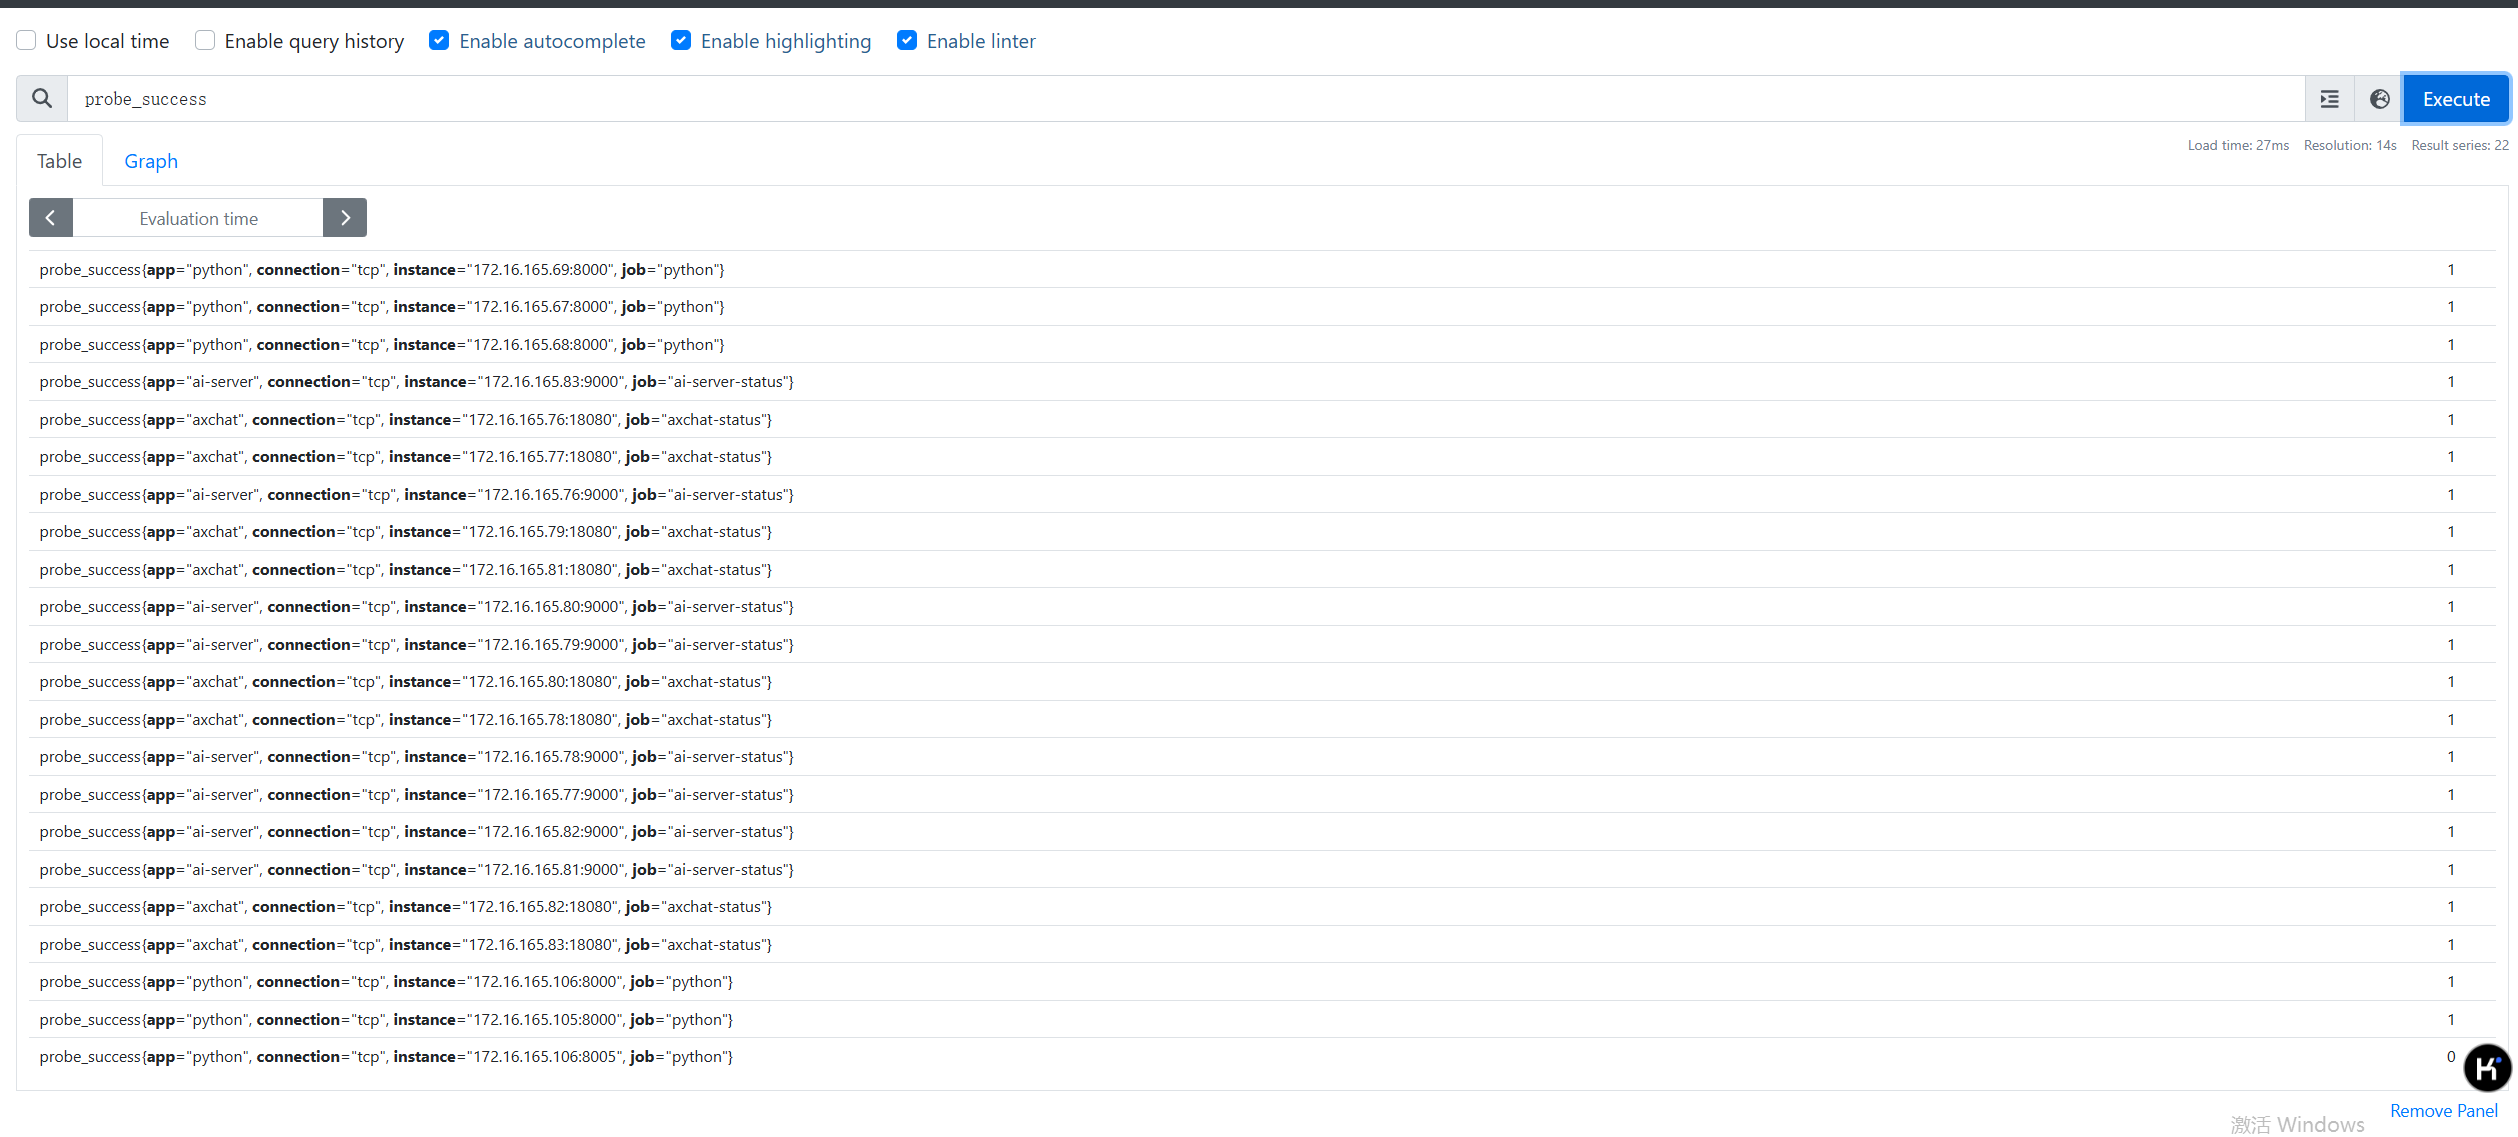 Use local time Enable query history Enable autocomplete Enable highlighting Enable linter
probe_success Execute
Table Graph Load time: 27ms Resolution: 14s Result series: 22
Evaluation time
probe_success{app="python", connection="tcp", instance="172.16.165.69:8000", job="python"} 1
probe_success{app="python", connection="tcp", instance="172.16.165.67:8000", job="python"} 1
probe_success{app="python", connection="tcp", instance="172.16.165.68:8000", job="python"} 1
probe_success{app="ai-server", connection="tcp", instance="172.16.165.83:9000", job="ai-server-status"} 1
probe_success{app="axchat", connection="tcp", instance="172.16.165.76:18080", job="axchat-status"} 1
probe_success{app="axchat", connection="tcp", instance="172.16.165.77:18080", job="axchat-status"} 1
probe_success{app="ai-server", connection="tcp", instance="172.16.165.76:9000", job="ai-server-status"} 1
probe_success{app="axchat", connection="tcp", instance="172.16.165.79:18080", job="axchat-status"} 1
probe_success{app="axchat", connection="tcp", instance="172.16.165.81:18080", job="axchat-status"} 1
probe_success{app="ai-server", connection="tcp", instance="172.16.165.80:9000", job="ai-server-status"} 1
probe_success{app="ai-server", connection="tcp", instance="172.16.165.79:9000", job="ai-server-status"} 1
probe_success{app="axchat", connection="tcp", instance="172.16.165.80:18080", job="axchat-status"} 1
probe_success{app="axchat", connection="tcp", instance="172.16.165.78:18080", job="axchat-status"} 1
probe_success{app="ai-server", connection="tcp", instance="172.16.165.78:9000", job="ai-server-status"} 1
probe_success{app="ai-server", connection="tcp", instance="172.16.165.77:9000", job="ai-server-status"} 1
probe_success{app="ai-server", connection="tcp", instance="172.16.165.82:9000", job="ai-server-status"} 1
probe_success{app="ai-server", connection="tcp", instance="172.16.165.81:9000", job="ai-server-status"} 1
probe_success{app="axchat", connection="tcp", instance="172.16.165.82:18080", job="axchat-status"} 1
probe_success{app="axchat", connection="tcp", instance="172.16.165.83:18080", job="axchat-status"} 1
probe_success{app="python", connection="tcp", instance="172.16.165.106:8000", job="python"} 1
probe_success{app="python", connection="tcp", instance="172.16.165.105:8000", job="python"} 1
probe_success{app="python", connection="tcp", instance="172.16.165.106:8005", job="python"} 0
K
Remove Panel
激活 Windows